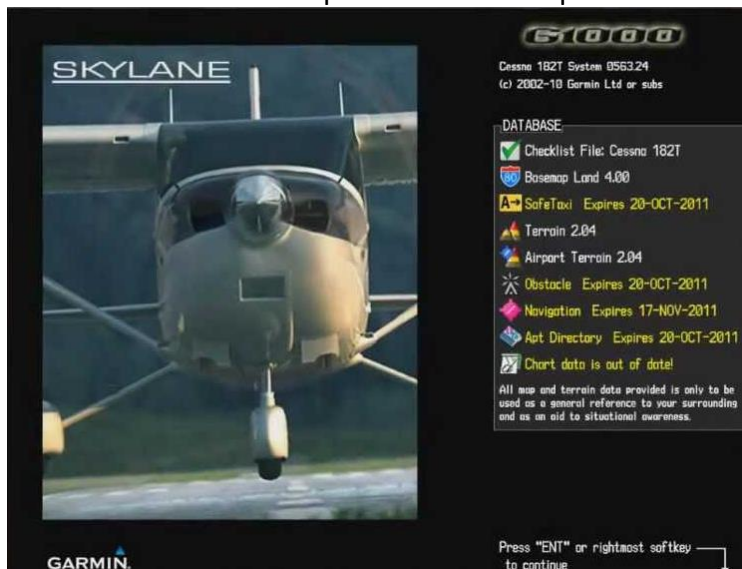 SKYLANE
G1000
Cessna 182T System 0563.24
(c) 2002-10 Garmin Ltd or subs
DATABASE
Checklist File: Cessna 182T
80
Basemap Land 4.00
A→ SafeTaxi Expires 20-OCT-2011
Terrain 2.04
Airport Terrain 2.04
Obstacle Expires 20-OCT-2011
Navigation Expires 17-NOV-2011
Apt Directory Expires 20-OCT-2011
Chart data is out of date!
All map and terrain data provided is only to be
used as a general reference to your surrounding
and as an aid to situational awareness.
Press "ENT" or rightmost softkey
to continue
GARMIN.